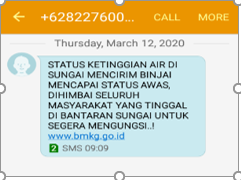 +628227600... CALL MORE
Thursday, March 12, 2020
STATUS KETINGGIAN AIR DI
SUNGAI MENCIRIM BINJAI
MENCAPAI STATUS AWAS,
DIHIMBAI SELURUH
MASYARAKAT YANG TINGGAL
DI BANTARAN SUNGAI UNTUK
SEGERA MENGUNGSI..!
www.bmkg.go.id
2 SMS 09:09